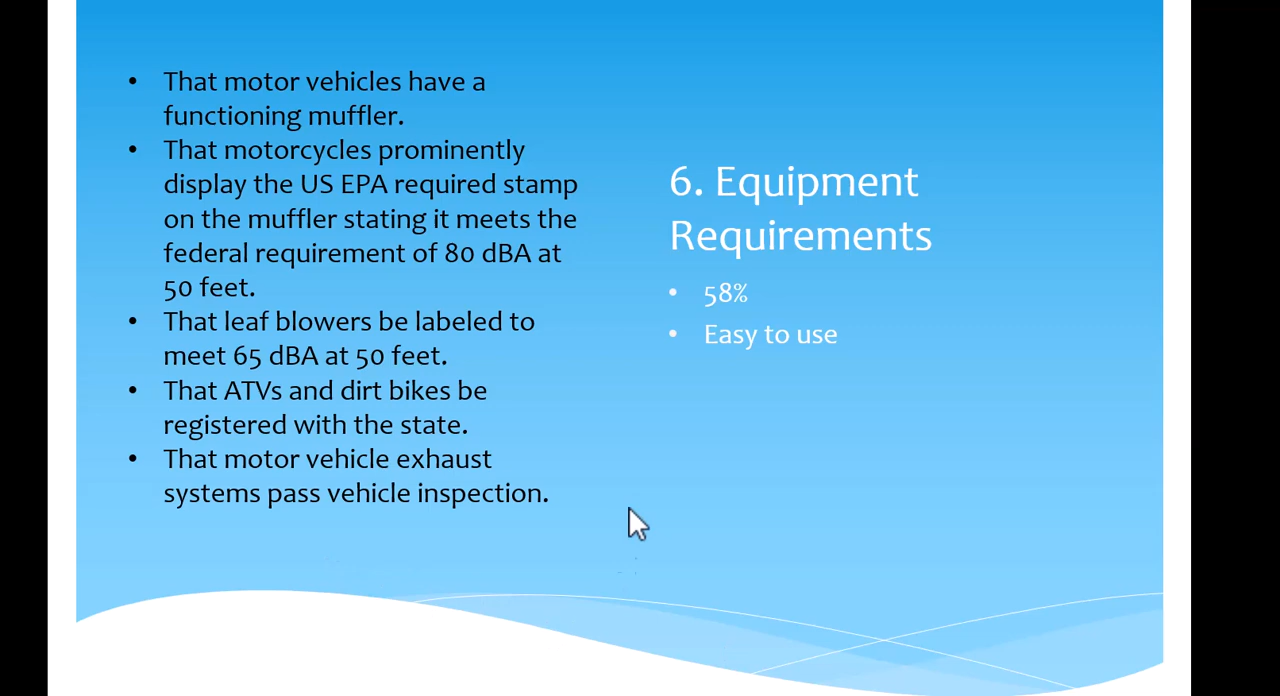 • That motor vehicles have a
functioning muffler.
• That motorcycles prominently
display the US EPA required stamp
on the muffler stating it meets the
federal requirement of 80 dBA at
50 feet.
• That leaf blowers be labeled to
meet 65 dBA at 50 feet.
• That ATVs and dirt bikes be
registered with the state.
• That motor vehicle exhaust
systems pass vehicle inspection.
6. Equipment
Requirements
• 58%
• Easy to use